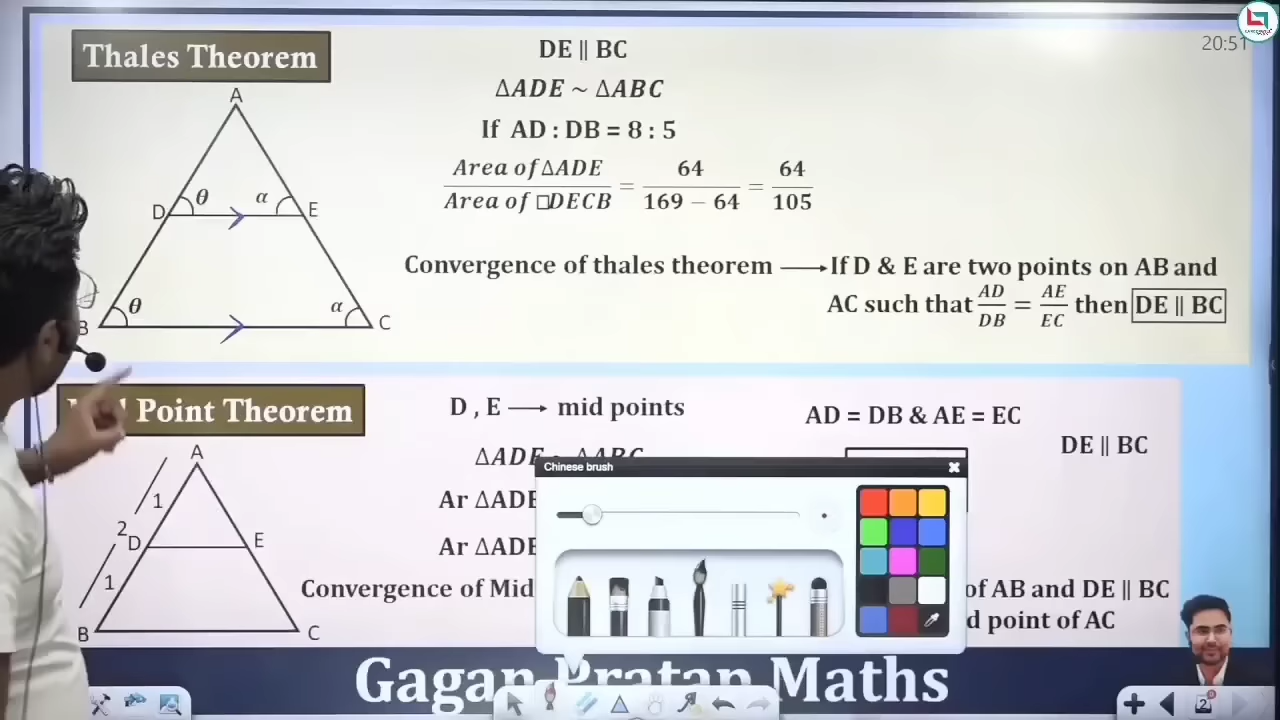 Thales Theorem
DE ∥ BC
20:51
ΔADE ~ ΔABC
If AD : DB = 8 : 5
Area of ΔADE / Area of □DECB = 64 / 169 − 64 = 64 / 105
A
D θ α E
B θ α C
Convergence of thales theorem ⟶ If D & E are two points on AB and
AC such that AD/DB = AE/EC then DE ∥ BC
Point Theorem
D , E ⟶ mid points
AD = DB & AE = EC
DE ∥ BC
ΔADE ~ ΔABC
Ar ΔADE
Ar ΔADE
A
1
2
D E
1
B C
Convergence of Mid
of AB and DE ∥ BC
d point of AC
Chinese brush
Gagan Pratap Maths
2